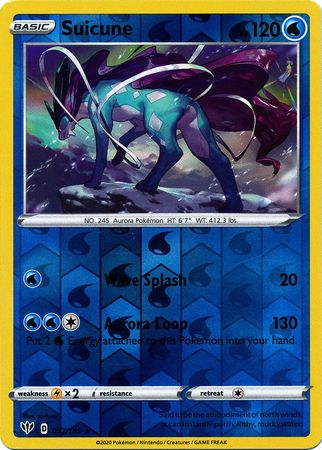 BASIC Suicune 120
NO. 245 Aurora Pokémon HT: 6'7" WT: 412.3 lbs.
Wave Splash 20
Aurora Loop 130
Put 2 Energy attached to this Pokémon into your hand.
weakness ×2 resistance retreat
Said to be the embodiment of north winds,
it can instantly purify filthy, murky water.
©2020 Pokémon / Nintendo / Creatures / GAME FREAK